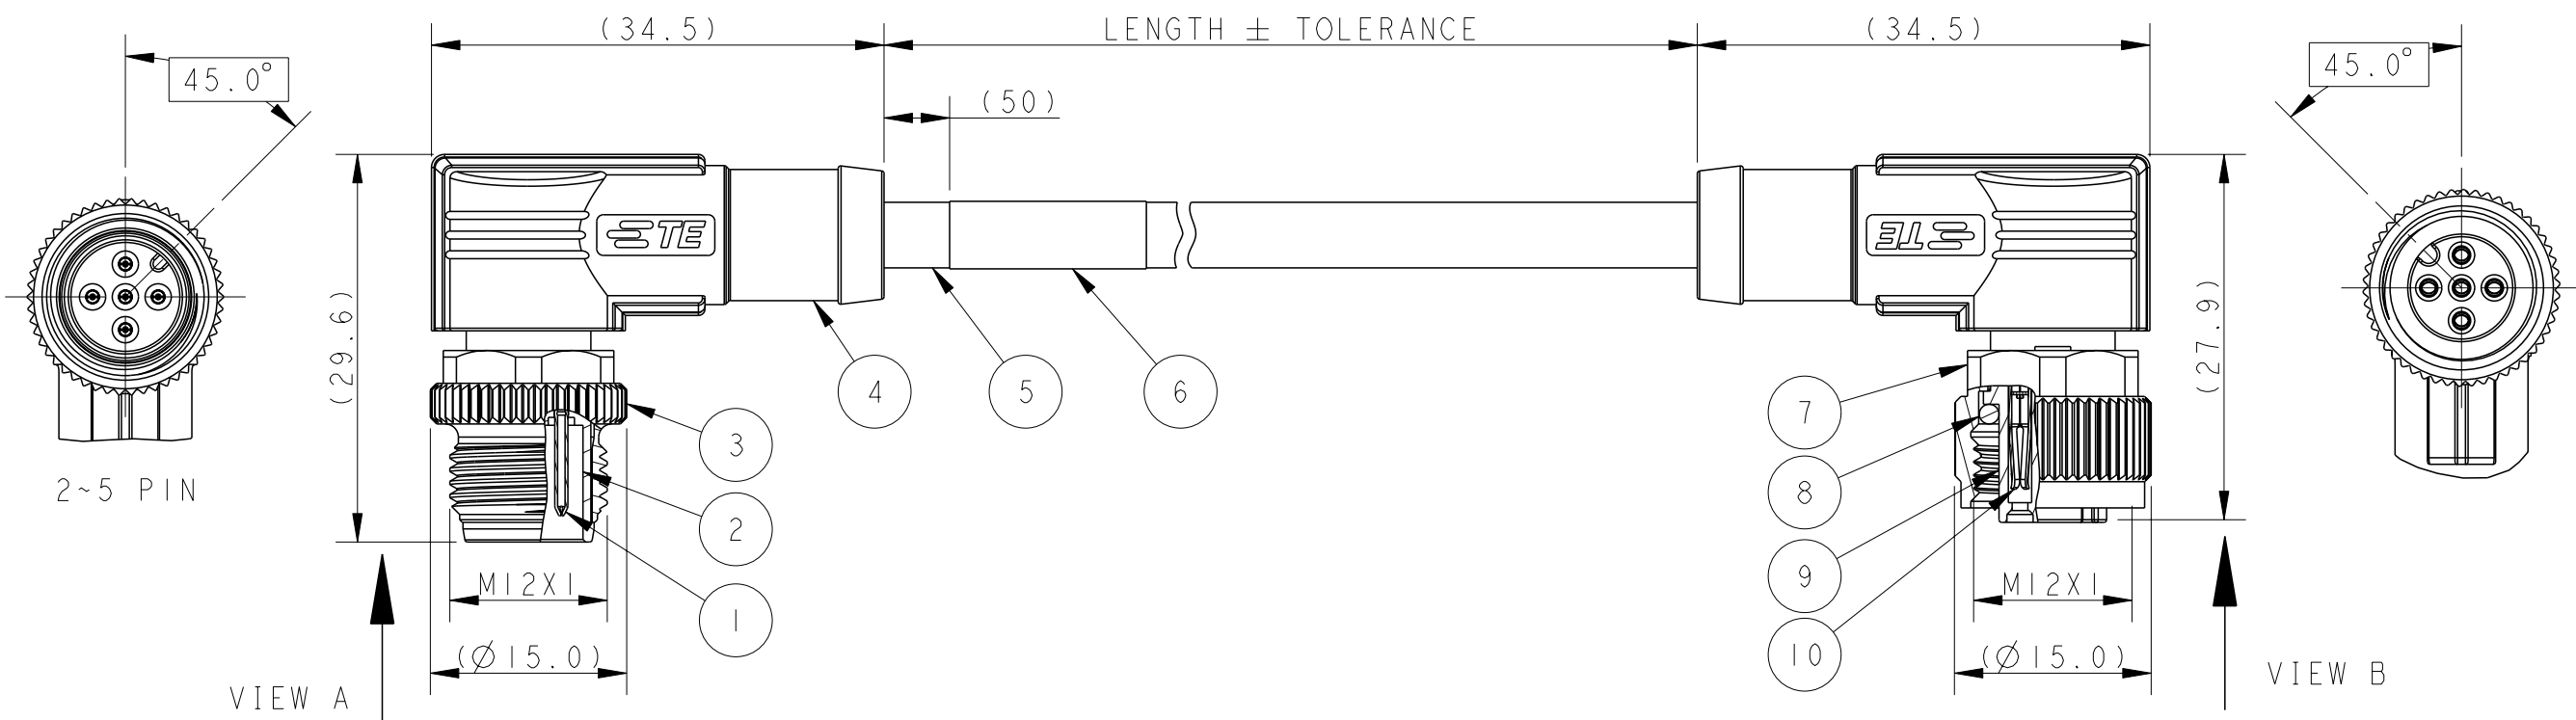 (34.5)
LENGTH ± TOLERANCE
(34.5)
45.0°
45.0°
(50)
TE
TE
(29.6)
(27.9)
4
5
6
7
3
8
2
9
1
10
2~5 PIN
M12X1
M12X1
(Ø15.0)
(Ø15.0)
VIEW A
VIEW B